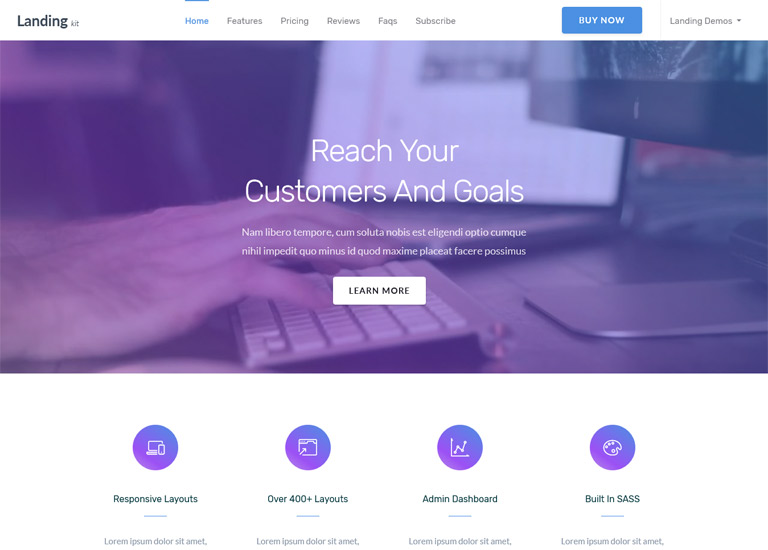 Landing kit
Home Features Pricing Reviews Faqs Subscribe
BUY NOW
Landing Demos
Reach Your
Customers And Goals
Nam libero tempore, cum soluta nobis est eligendi optio cumque
nihil impedit quo minus id quod maxime placeat facere possimus
LEARN MORE
Responsive Layouts
Over 400+ Layouts
Admin Dashboard
Built In SASS
Lorem ipsum dolor sit amet,
Lorem ipsum dolor sit amet,
Lorem ipsum dolor sit amet,
Lorem ipsum dolor sit amet,